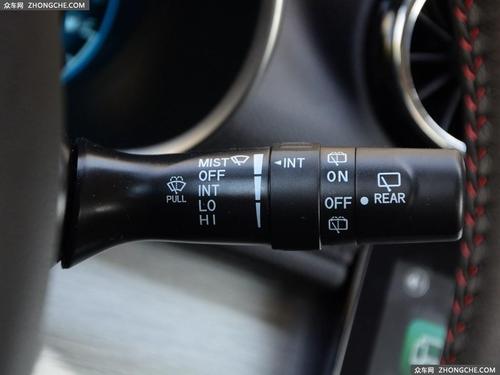 众车网 ZHONGCHE.COM
PULL
MIST
OFF
INT
LO
HI
INT
ON
OFF
REAR
众车网 ZHONGCHE.COM